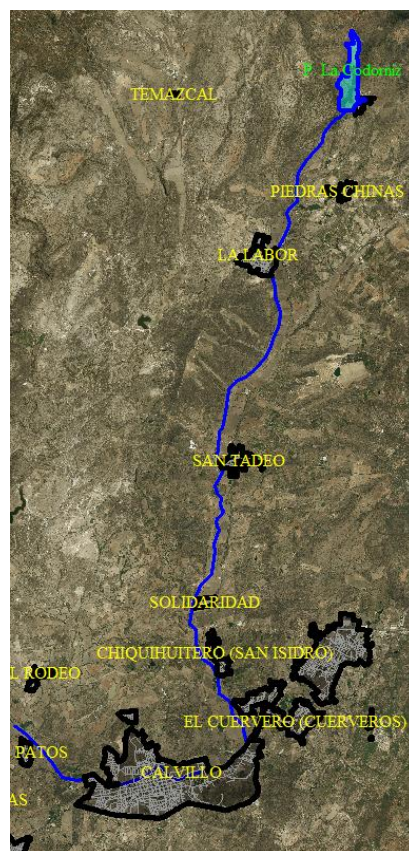 P. La Codorniz
TEMAZCAL
PIEDRAS CHINAS
LA LABOR
SAN TADEO
SOLIDARIDAD
CHIQUIHUITERO (SAN ISIDRO)
L RODEO
EL CUERVERO (CUERVEROS)
PATOS
CALVILLO
AS